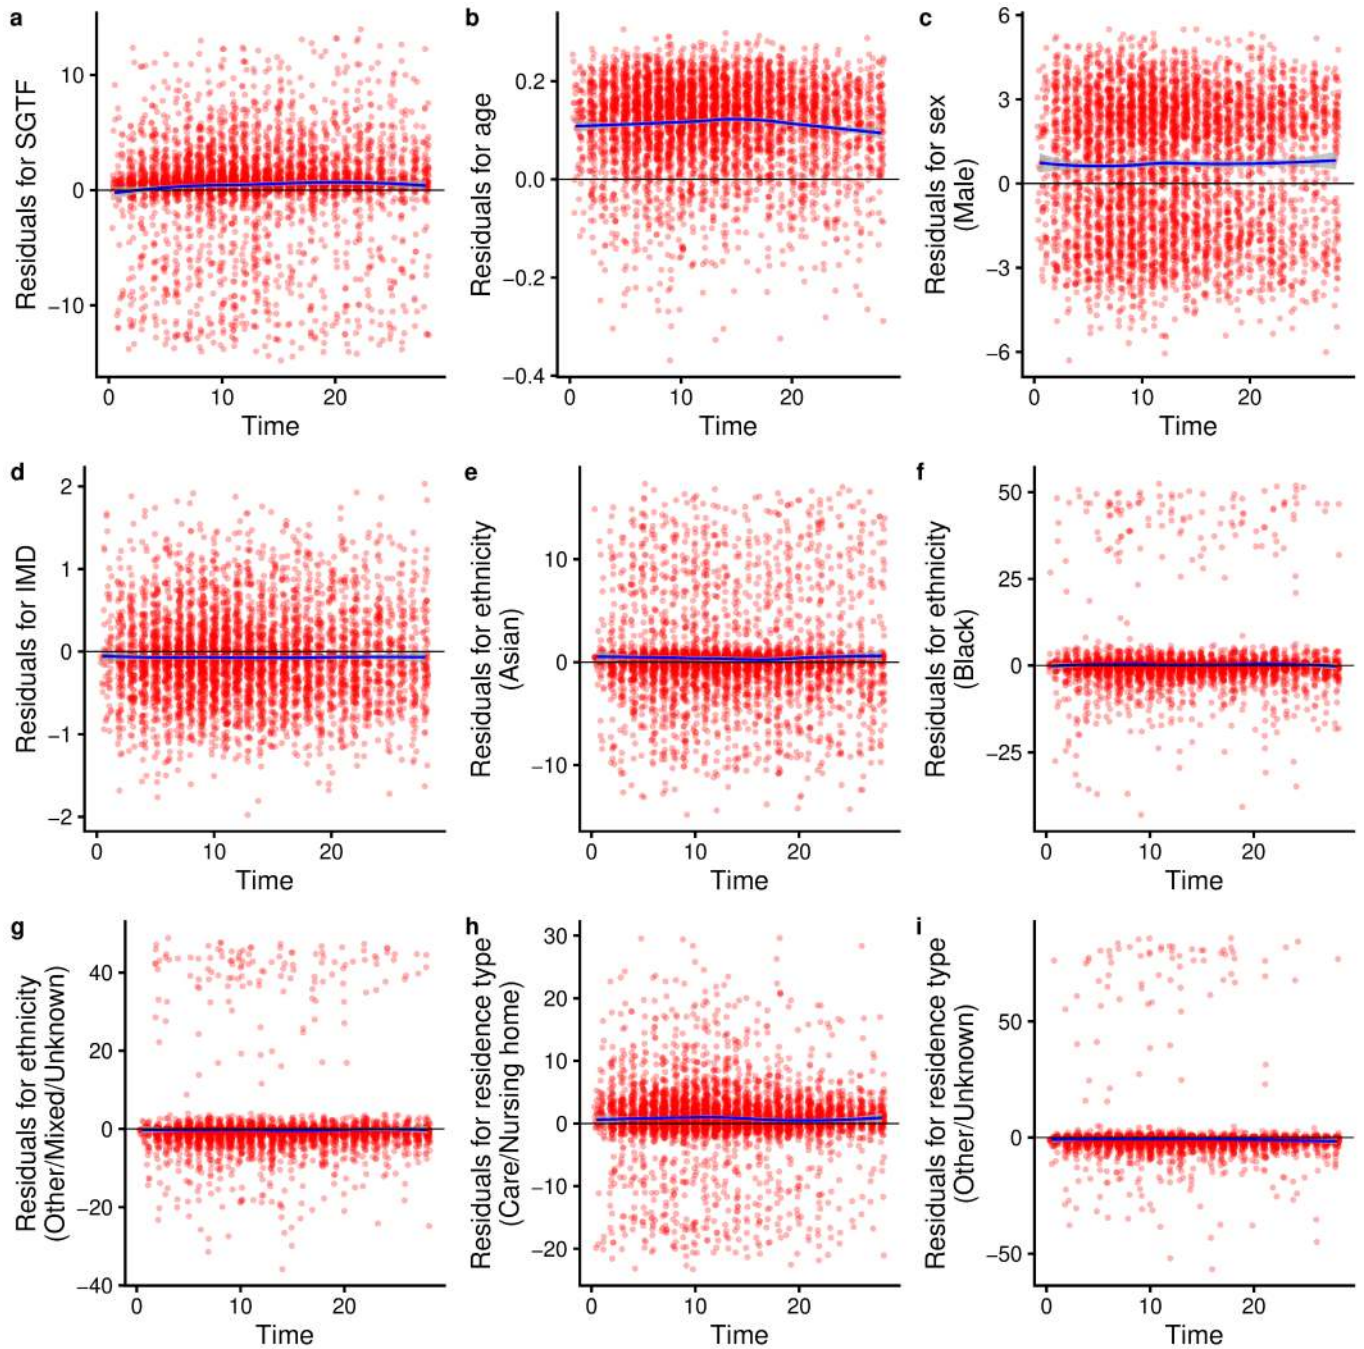 a
Residuals for SGTF
10
0
−10
0 10 20
Time
b
Residuals for age
0.2
0.0
−0.2
−0.4
0 10 20
Time
c
Residuals for sex
(Male)
6
3
0
−3
−6
0 10 20
Time
d
Residuals for IMD
2
1
0
−1
−2
0 10 20
Time
e
Residuals for ethnicity
(Asian)
10
0
−10
0 10 20
Time
f
Residuals for ethnicity
(Black)
50
25
0
−25
0 10 20
Time
g
Residuals for ethnicity
(Other/Mixed/Unknown)
40
20
0
−20
−40
0 10 20
Time
h
Residuals for residence type
(Care/Nursing home)
30
20
10
0
−10
−20
0 10 20
Time
i
Residuals for residence type
(Other/Unknown)
50
0
−50
0 10 20
Time